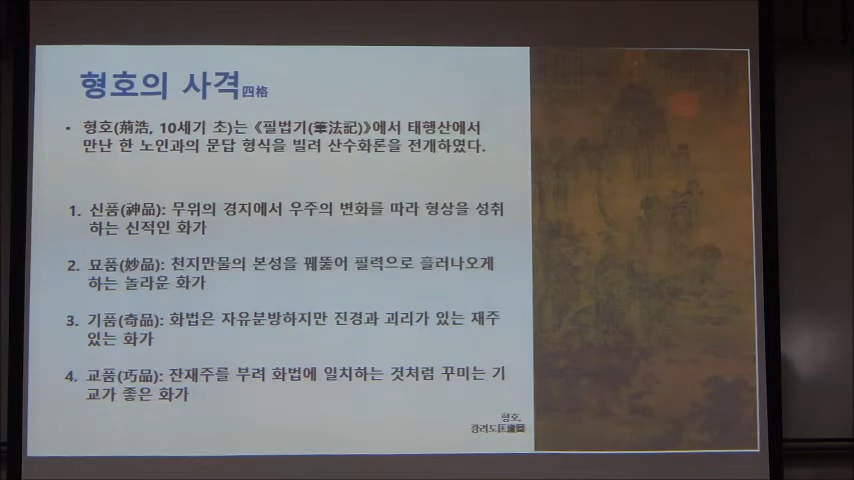 형호의 사격四格
• 형호(荊浩, 10세기 초)는 《필법기(筆法記)》에서 태행산에서
만난 한 노인과의 문답 형식을 빌려 산수화론을 전개하였다.
1. 신품(神品): 무위의 경지에서 우주의 변화를 따라 형상을 성취
하는 신적인 화가
2. 묘품(妙品): 천지만물의 본성을 꿰뚫어 필력으로 흘러나오게
하는 놀라운 화가
3. 기품(奇品): 화법은 자유분방하지만 진경과 괴리가 있는 재주
있는 화가
4. 교품(巧品): 잔재주를 부려 화법에 일치하는 것처럼 꾸미는 기
교가 좋은 화가
형호,
광려도匡廬圖